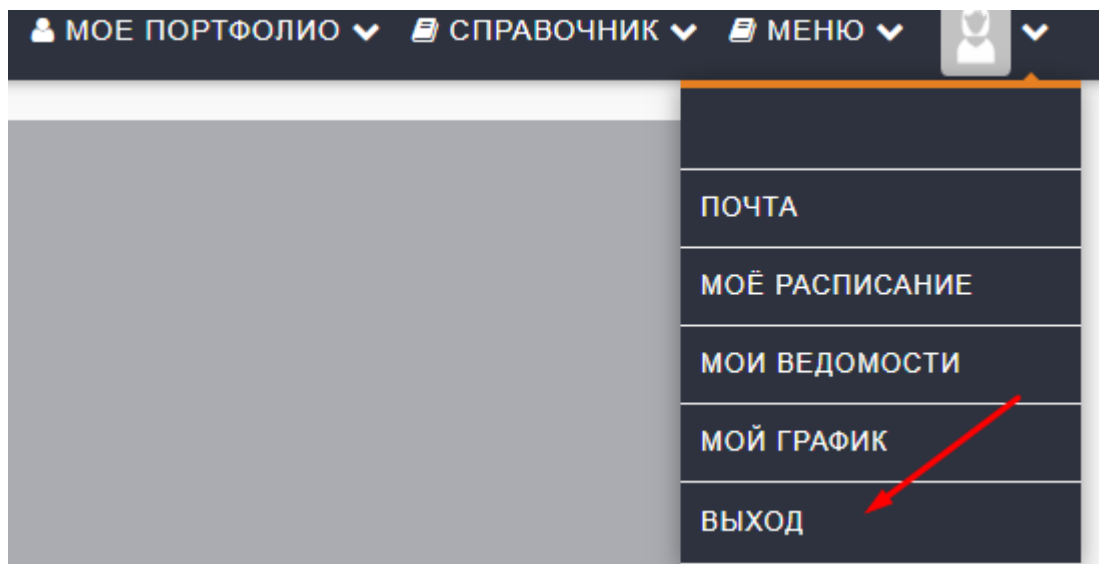 МОЕ ПОРТФОЛИО СПРАВОЧНИК МЕНЮ
ПОЧТА
МОЁ РАСПИСАНИЕ
МОИ ВЕДОМОСТИ
МОЙ ГРАФИК
ВЫХОД